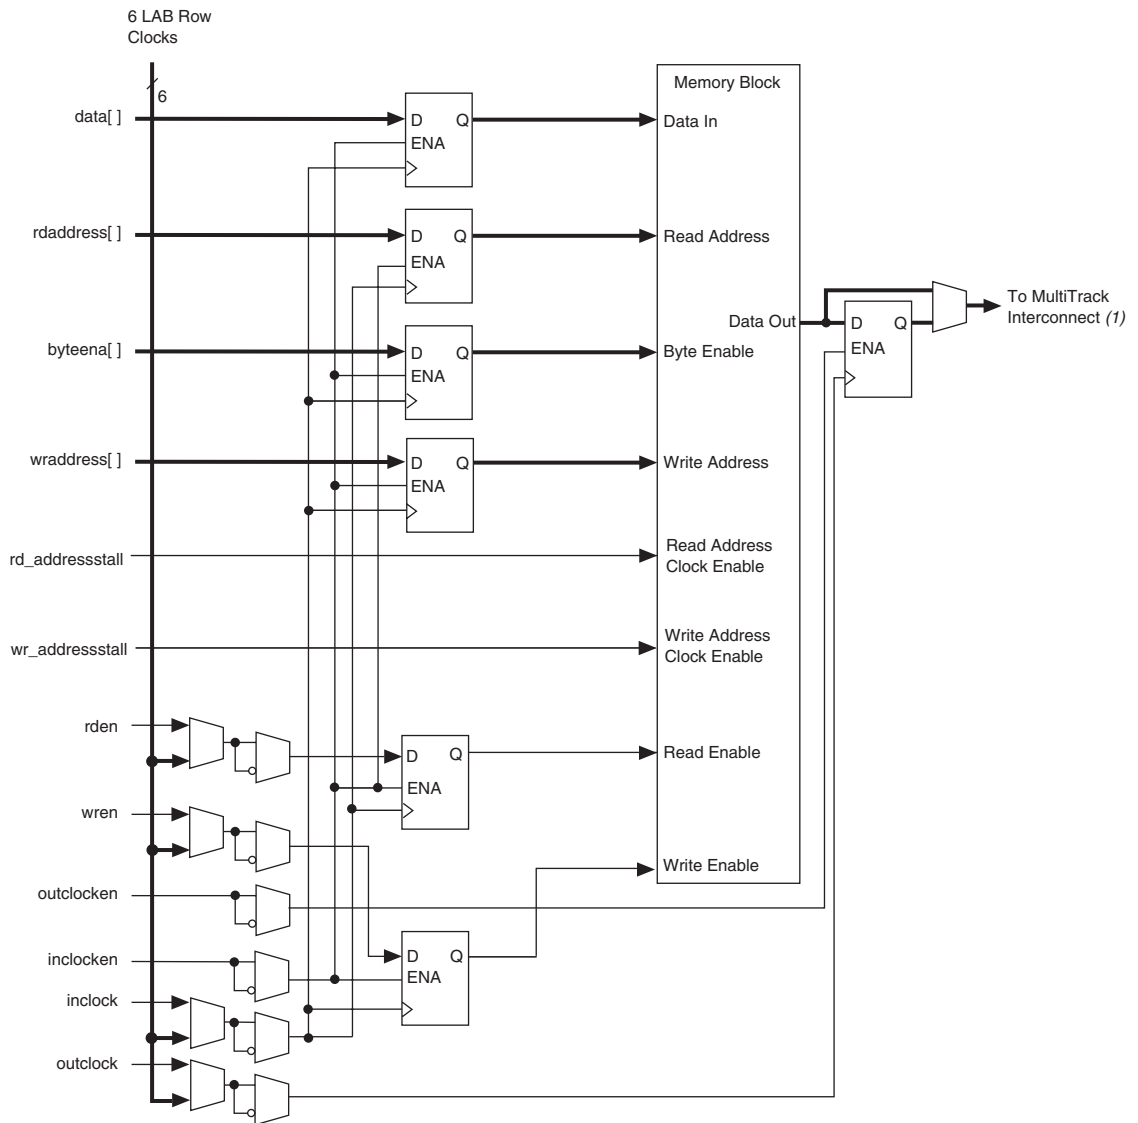 6 LAB Row
Clocks
6
Memory Block
data[ ]
D Q
ENA
Data In
rdaddress[ ]
D Q
ENA
Read Address
To MultiTrack
Interconnect (1)
Data Out
D Q
ENA
byteena[ ]
D Q
ENA
Byte Enable
wraddress[ ]
D Q
ENA
Write Address
rd_addressstall
Read Address
Clock Enable
wr_addressstall
Write Address
Clock Enable
rden
D Q
ENA
Read Enable
wren
Write Enable
outclocken
inclocken
D Q
ENA
inclock
outclock